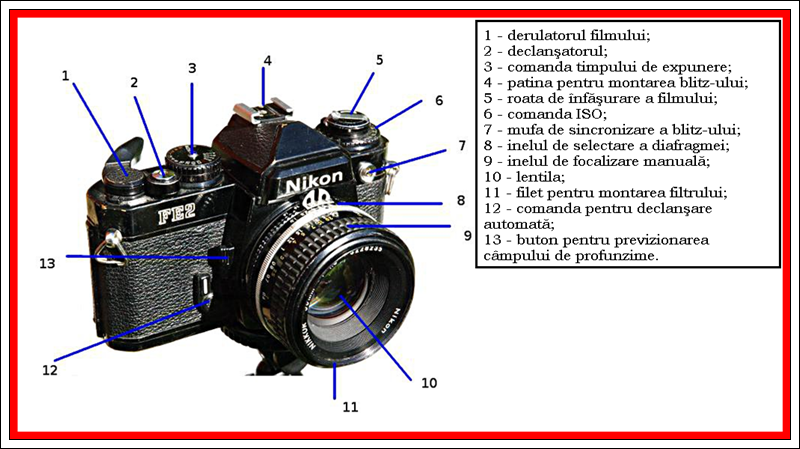 1 - derulatorul filmului;
2 - declanşatorul;
3 - comanda timpului de expunere;
4 - patina pentru montarea blitz-ului;
5 - roata de înfăşurare a filmului;
6 - comanda ISO;
7 - mufa de sincronizare a blitz-ului;
8 - inelul de selectare a diafragmei;
9 - inelul de focalizare manuală;
10 - lentila;
11 - filet pentru montarea filtrului;
12 - comanda pentru declanşare
automată;
13 - buton pentru previzionarea
câmpului de profunzime.
1
2
3
4
5
6
7
8
9
10
11
12
13
Nikon
FE2
NIKKOR
Nikon